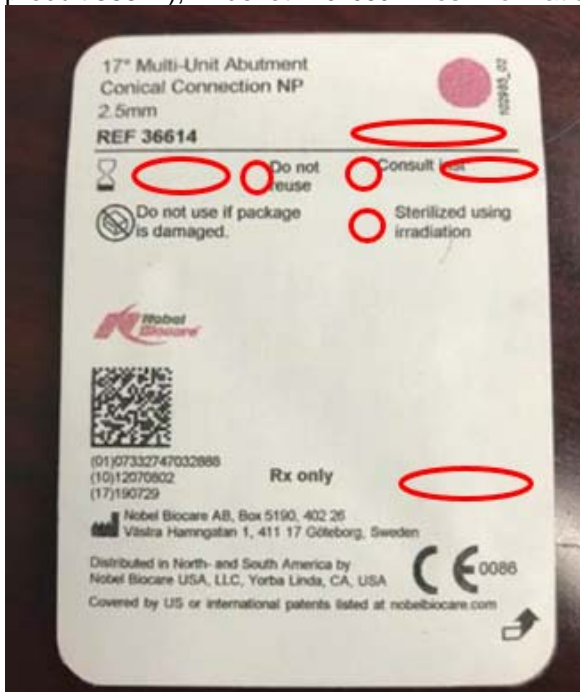 17° Multi-Unit Abutment
Conical Connection NP
2.5mm
REF 36614
Do not reuse
Consult
Do not use if package
is damaged.
Sterilized using
irradiation
Nobel
Biocare
(01)07332747032888
(10)12070802
(17)190729
Rx only
Nobel Biocare AB, Box 5190, 402 26
Västra Hamngatan 1, 411 17 Göteborg, Sweden
Distributed in North- and South America by
Nobel Biocare USA, LLC, Yorba Linda, CA, USA
0086
Covered by US or international patents listed at nobelbiocare.com